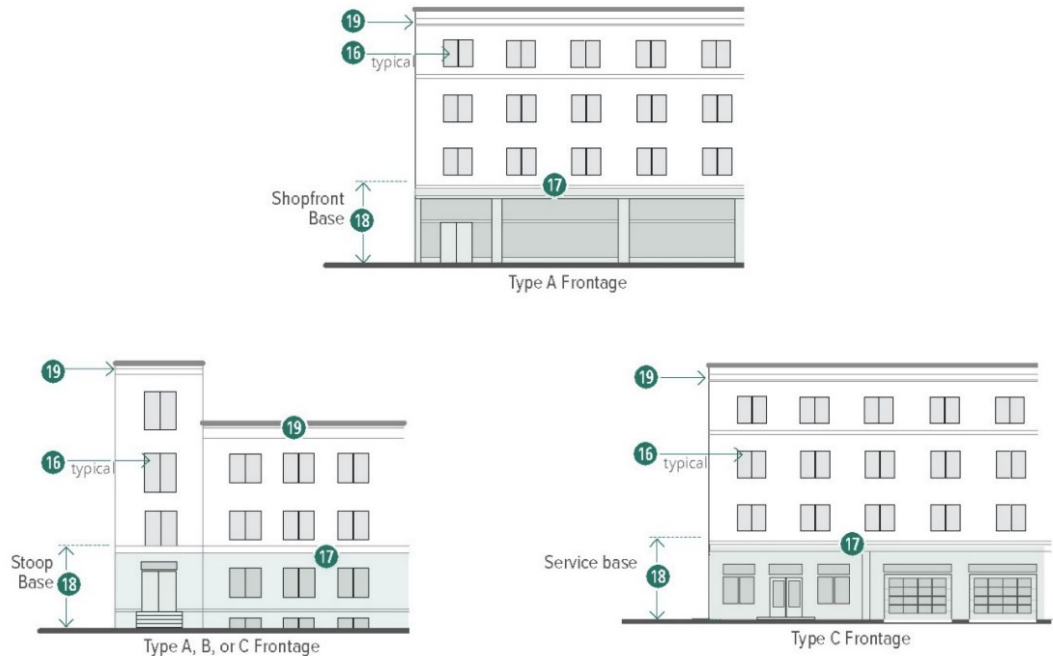 19
16
typical
17
Shopfront
Base
18
Type A Frontage
19
19
16
typical
17
Stoop
Base
18
Type A, B, or C Frontage
19
16
typical
17
Service base
18
Type C Frontage